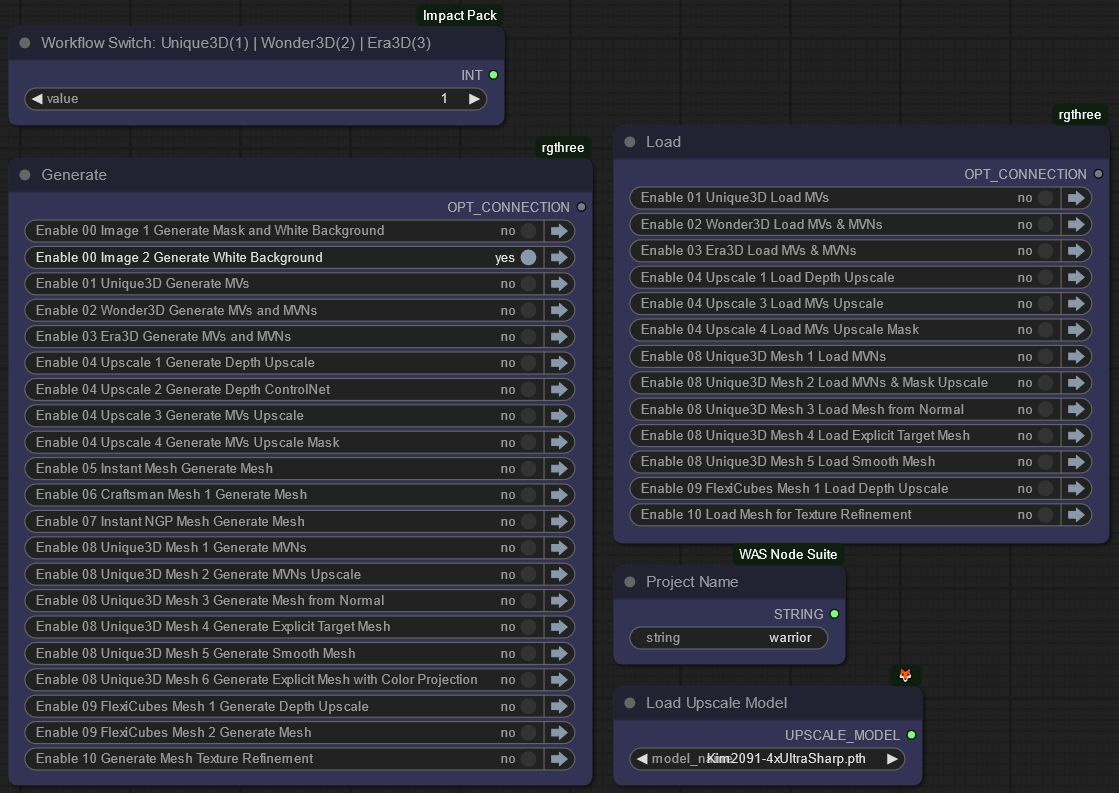 Impact Pack
Workflow Switch: Unique3D(1) | Wonder3D(2) | Era3D(3)
INT
value 1
rgthree
Generate
OPT_CONNECTION
Enable 00 Image 1 Generate Mask and White Background no
Enable 00 Image 2 Generate White Background yes
Enable 01 Unique3D Generate MVs no
Enable 02 Wonder3D Generate MVs and MVNs no
Enable 03 Era3D Generate MVs and MVNs no
Enable 04 Upscale 1 Generate Depth Upscale no
Enable 04 Upscale 2 Generate Depth ControlNet no
Enable 04 Upscale 3 Generate MVs Upscale no
Enable 04 Upscale 4 Generate MVs Upscale Mask no
Enable 05 Instant Mesh Generate Mesh no
Enable 06 Craftsman Mesh 1 Generate Mesh no
Enable 07 Instant NGP Mesh Generate Mesh no
Enable 08 Unique3D Mesh 1 Generate MVNs no
Enable 08 Unique3D Mesh 2 Generate MVNs Upscale no
Enable 08 Unique3D Mesh 3 Generate Mesh from Normal no
Enable 08 Unique3D Mesh 4 Generate Explicit Target Mesh no
Enable 08 Unique3D Mesh 5 Generate Smooth Mesh no
Enable 08 Unique3D Mesh 6 Generate Explicit Mesh with Color Projection no
Enable 09 FlexiCubes Mesh 1 Generate Depth Upscale no
Enable 09 FlexiCubes Mesh 2 Generate Mesh no
Enable 10 Generate Mesh Texture Refinement no
rgthree
Load
OPT_CONNECTION
Enable 01 Unique3D Load MVs no
Enable 02 Wonder3D Load MVs & MVNs no
Enable 03 Era3D Load MVs & MVNs no
Enable 04 Upscale 1 Load Depth Upscale no
Enable 04 Upscale 3 Load MVs Upscale no
Enable 04 Upscale 4 Load MVs Upscale Mask no
Enable 08 Unique3D Mesh 1 Load MVNs no
Enable 08 Unique3D Mesh 2 Load MVNs & Mask Upscale no
Enable 08 Unique3D Mesh 3 Load Mesh from Normal no
Enable 08 Unique3D Mesh 4 Load Explicit Target Mesh no
Enable 08 Unique3D Mesh 5 Load Smooth Mesh no
Enable 09 FlexiCubes Mesh 1 Load Depth Upscale no
Enable 10 Load Mesh for Texture Refinement no
WAS Node Suite
Project Name
STRING
string warrior
Load Upscale Model
UPSCALE_MODEL
Kim2091-4xUltraSharp.pth